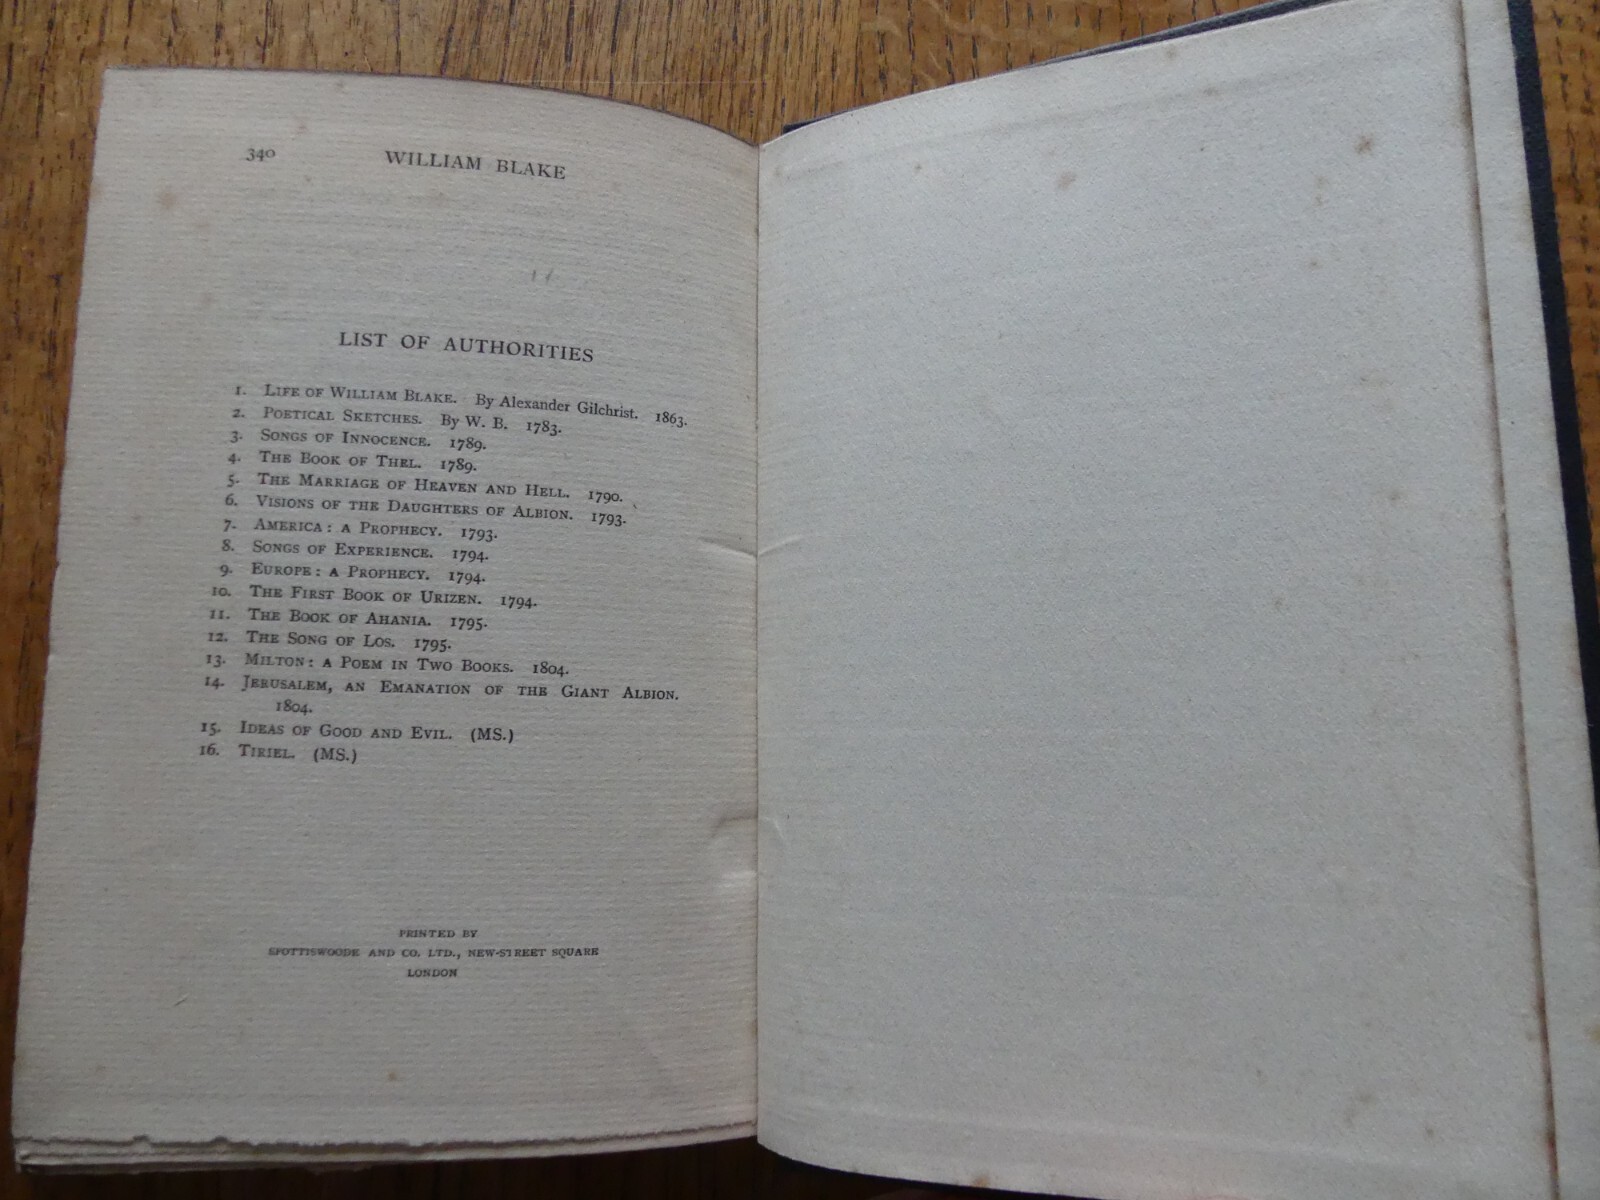 340 WILLIAM BLAKE
LIST OF AUTHORITIES
1. LIFE OF WILLIAM BLAKE. By Alexander Gilchrist. 1863.
2. POETICAL SKETCHES. By W. B. 1783.
3. SONGS OF INNOCENCE. 1789.
4. THE BOOK OF THEL. 1789.
5. THE MARRIAGE OF HEAVEN AND HELL. 1790.
6. VISIONS OF THE DAUGHTERS OF ALBION. 1793.
7. AMERICA: A PROPHECY. 1793.
8. SONGS OF EXPERIENCE. 1794.
9. EUROPE: A PROPHECY. 1794.
10. THE FIRST BOOK OF URIZEN. 1794.
11. THE BOOK OF AHANIA. 1795.
12. THE SONG OF LOS. 1795.
13. MILTON: A POEM IN TWO BOOKS. 1804.
14. JERUSALEM, AN EMANATION OF THE GIANT ALBION.
1804.
15. IDEAS OF GOOD AND EVIL. (MS.)
16. TIRIEL. (MS.)
PRINTED BY
SPOTTISWOODE AND CO. LTD., NEW-STREET SQUARE
LONDON